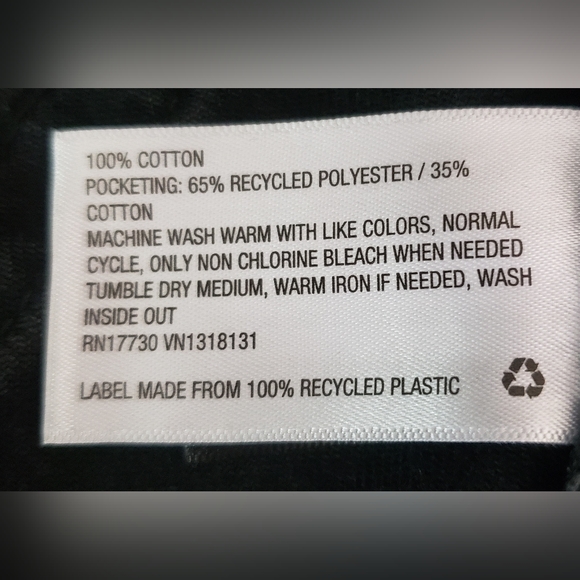 100% COTTON
POCKETING: 65% RECYCLED POLYESTER / 35%
COTTON
MACHINE WASH WARM WITH LIKE COLORS, NORMAL
CYCLE, ONLY NON CHLORINE BLEACH WHEN NEEDED
TUMBLE DRY MEDIUM, WARM IRON IF NEEDED, WASH
INSIDE OUT
RN17730 VN1318131
LABEL MADE FROM 100% RECYCLED PLASTIC